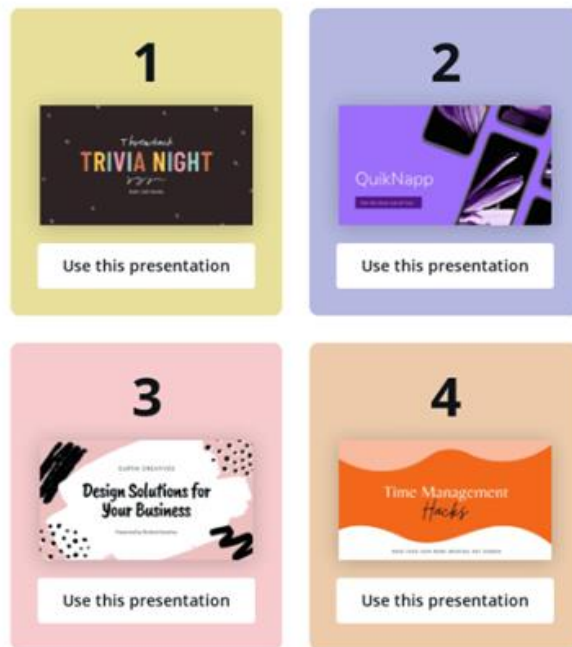 1
2
Throwback
TRIVIA NIGHT
QuikNapp
Use this presentation
Use this presentation
3
4
Design Solutions for
Your Business
Time Management
Hacks
Use this presentation
Use this presentation